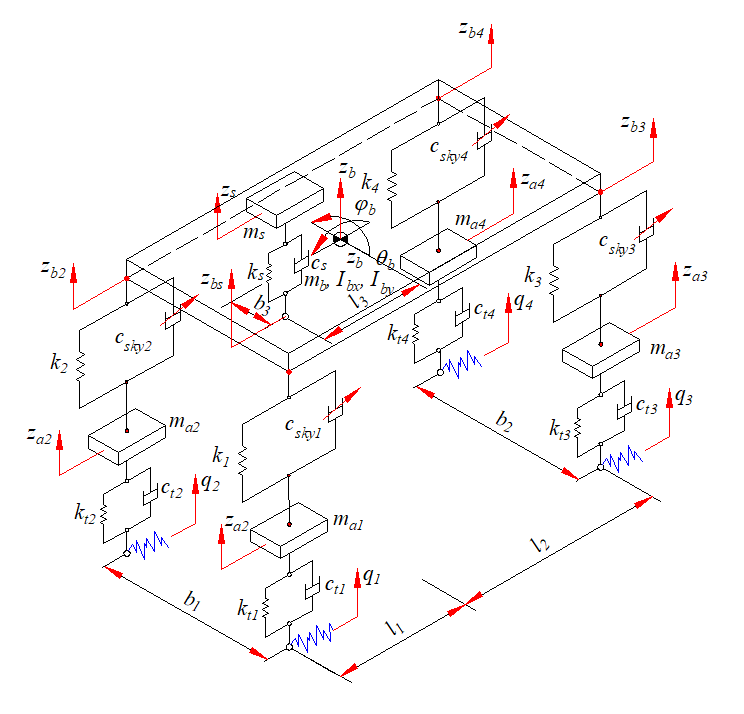 z_b4
z_b3
c_sky4
z_b
k_4
z_a4
z_s
φ_b
m_a4
m_s
c_sky3
z_b2
z_bs
k_s
c_s
z_b
θ_b
m_b, I_bx, I_by
k_3
z_a3
b_3
l_3
q_4
c_t4
c_sky2
k_t4
k_2
m_a3
m_a2
c_sky1
b_2
c_t3
q_3
z_a2
k_1
k_t3
c_t2
q_2
k_t2
z_a2
m_a1
l_2
q_1
c_t1
b_1
k_t1
l_1